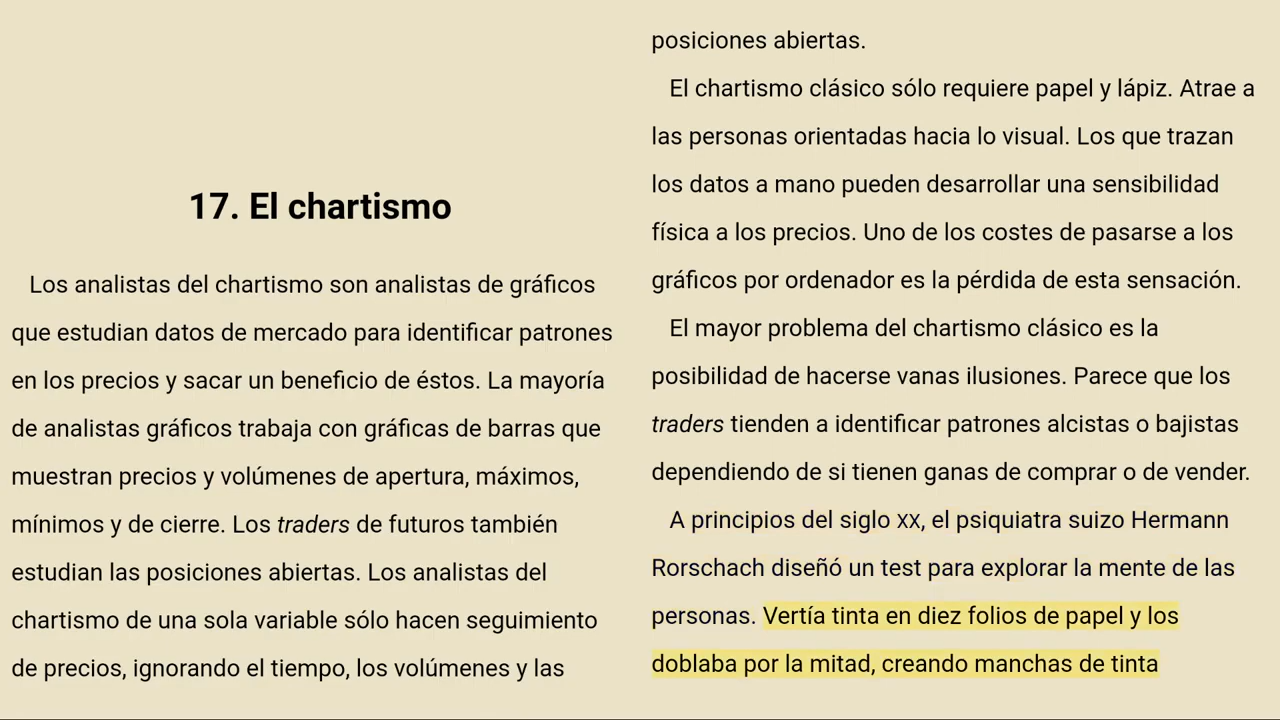 17. El chartismo
Los analistas del chartismo son analistas de gráficos
que estudian datos de mercado para identificar patrones
en los precios y sacar un beneficio de éstos. La mayoría
de analistas gráficos trabaja con gráficas de barras que
muestran precios y volúmenes de apertura, máximos,
mínimos y de cierre. Los traders de futuros también
estudian las posiciones abiertas. Los analistas del
chartismo de una sola variable sólo hacen seguimiento
de precios, ignorando el tiempo, los volúmenes y las
posiciones abiertas.
El chartismo clásico sólo requiere papel y lápiz. Atrae a
las personas orientadas hacia lo visual. Los que trazan
los datos a mano pueden desarrollar una sensibilidad
física a los precios. Uno de los costes de pasarse a los
gráficos por ordenador es la pérdida de esta sensación.
El mayor problema del chartismo clásico es la
posibilidad de hacerse vanas ilusiones. Parece que los
traders tienden a identificar patrones alcistas o bajistas
dependiendo de si tienen ganas de comprar o de vender.
A principios del siglo XX, el psiquiatra suizo Hermann
Rorschach diseñó un test para explorar la mente de las
personas. Vertía tinta en diez folios de papel y los
doblaba por la mitad, creando manchas de tinta